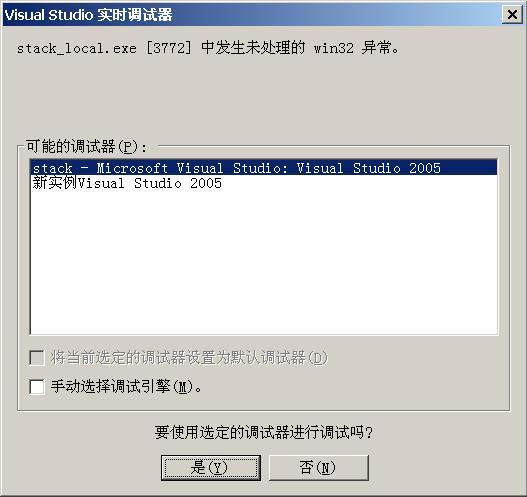 Visual Studio 实时调试器
stack_local.exe [3772] 中发生未处理的 win32 异常。
可能的调试器(P):
stack - Microsoft Visual Studio: Visual Studio 2005
新实例Visual Studio 2005
将当前选定的调试器设置为默认调试器(D)
手动选择调试引擎(M)。
要使用选定的调试器进行调试吗?
是(Y) 否(N)